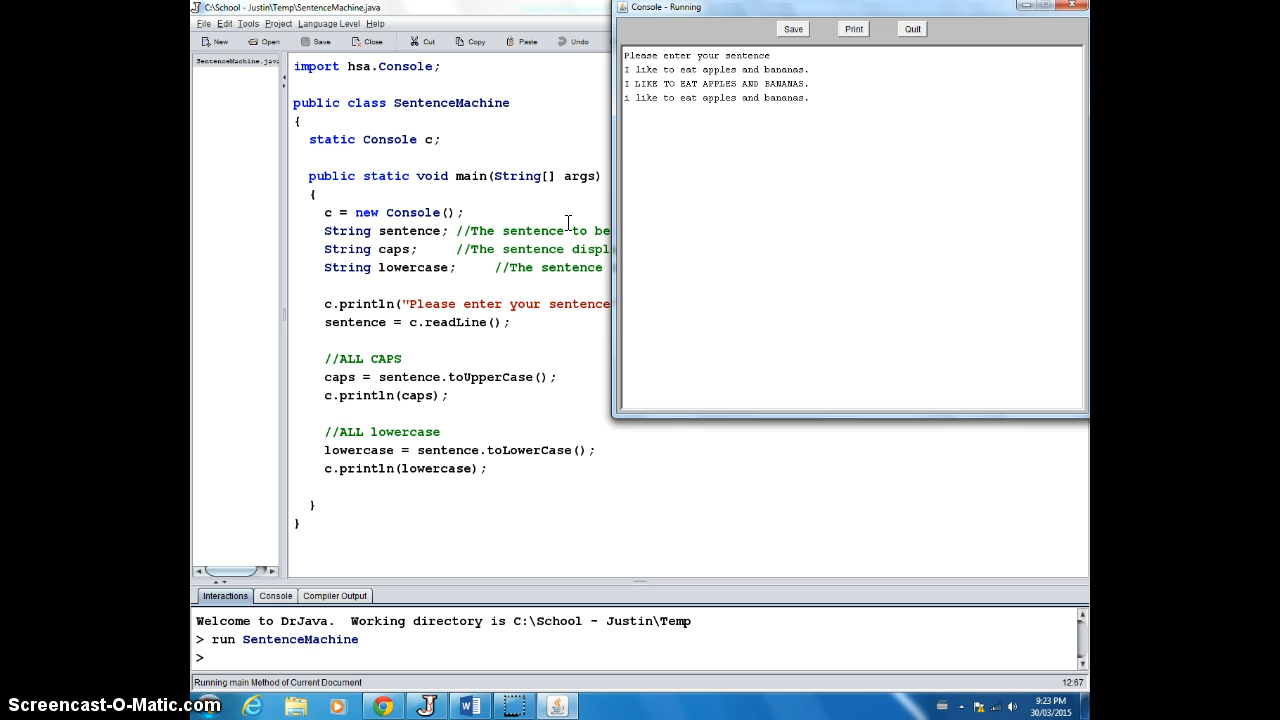 C:\School - Justin\Temp\SentenceMachine.java
File Edit Tools Project Language Level Help
New Open Save Close Cut Copy Paste Undo
SentenceMachine.java
import hsa.Console;
public class SentenceMachine
{
static Console c;
public static void main(String[] args)
{
c = new Console();
String sentence; //The sentence to be
String caps; //The sentence displ
String lowercase; //The sentence
c.println("Please enter your sentence
sentence = c.readLine();
//ALL CAPS
caps = sentence.toUpperCase();
c.println(caps);
//ALL lowercase
lowercase = sentence.toLowerCase();
c.println(lowercase);
}
}
Console - Running
Save Print Quit
Please enter your sentence
I like to eat apples and bananas.
I LIKE TO EAT APPLES AND BANANAS.
i like to eat apples and bananas.
Interactions Console Compiler Output
Welcome to DrJava. Working directory is C:\School - Justin\Temp
> run SentenceMachine
>
Running main Method of Current Document 12:67
Screencast-O-Matic.com
9:23 PM
30/03/2015